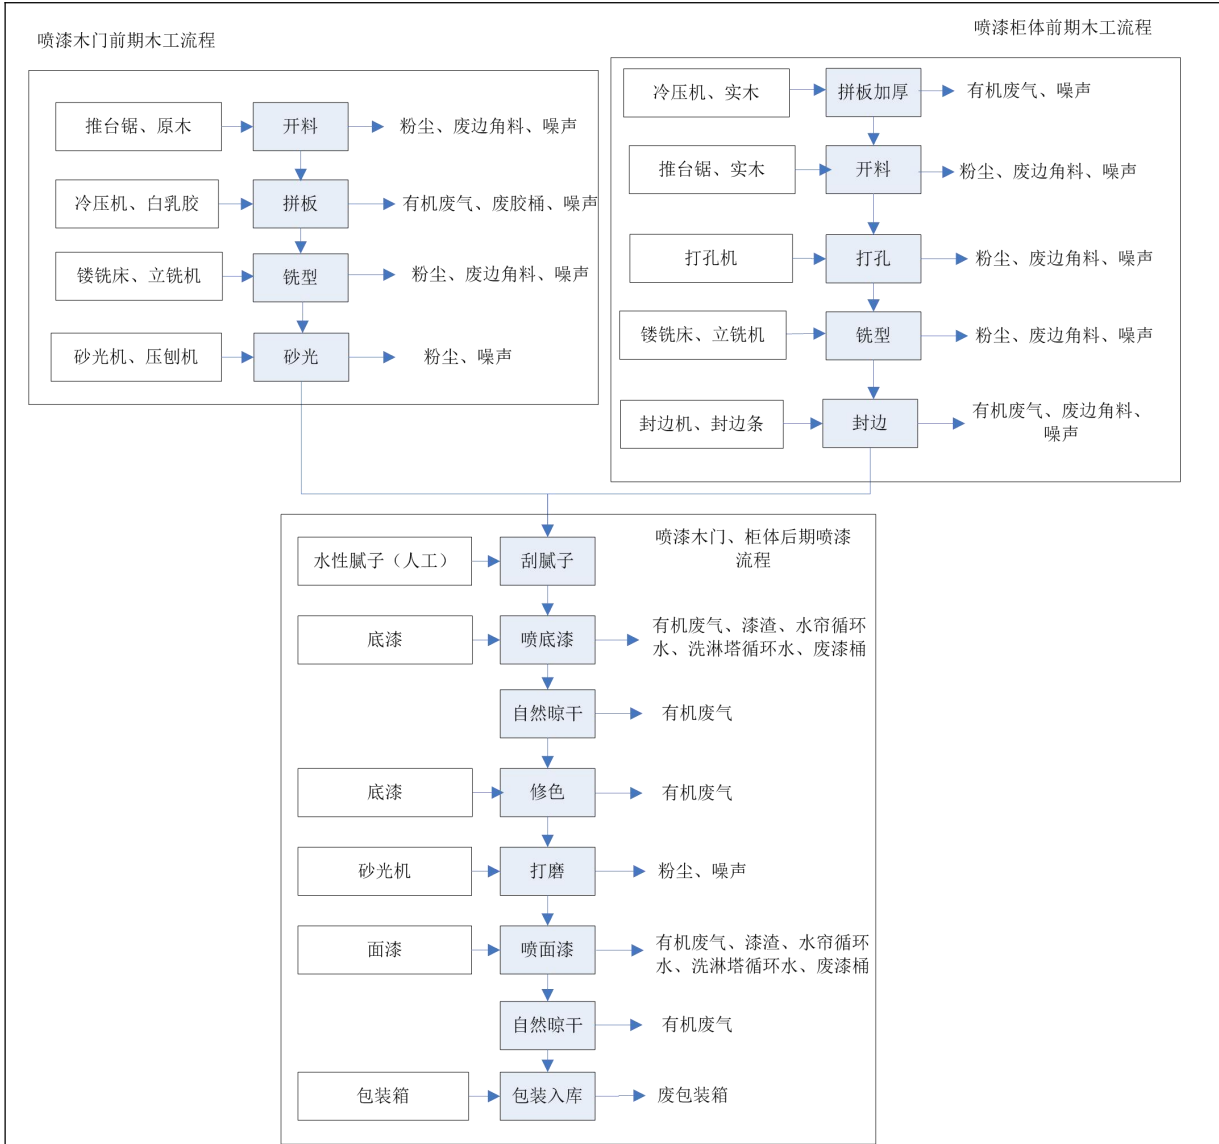 喷漆木门前期木工流程
推台锯、原木
开料
粉尘、废边角料、噪声
冷压机、白乳胶
拼板
有机废气、废胶桶、噪声
镂铣床、立铣机
铣型
粉尘、废边角料、噪声
砂光机、压刨机
砂光
粉尘、噪声
喷漆柜体前期木工流程
冷压机、实木
拼板加厚
有机废气、噪声
推台锯、实木
开料
粉尘、废边角料、噪声
打孔机
打孔
粉尘、废边角料、噪声
镂铣床、立铣机
铣型
粉尘、废边角料、噪声
封边机、封边条
封边
有机废气、废边角料、
噪声
喷漆木门、柜体后期喷漆
流程
水性腻子（人工）
刮腻子
底漆
喷底漆
有机废气、漆渣、水帘循环
水、洗淋塔循环水、废漆桶
自然晾干
有机废气
底漆
修色
有机废气
砂光机
打磨
粉尘、噪声
面漆
喷面漆
有机废气、漆渣、水帘循环
水、洗淋塔循环水、废漆桶
自然晾干
有机废气
包装箱
包装入库
废包装箱